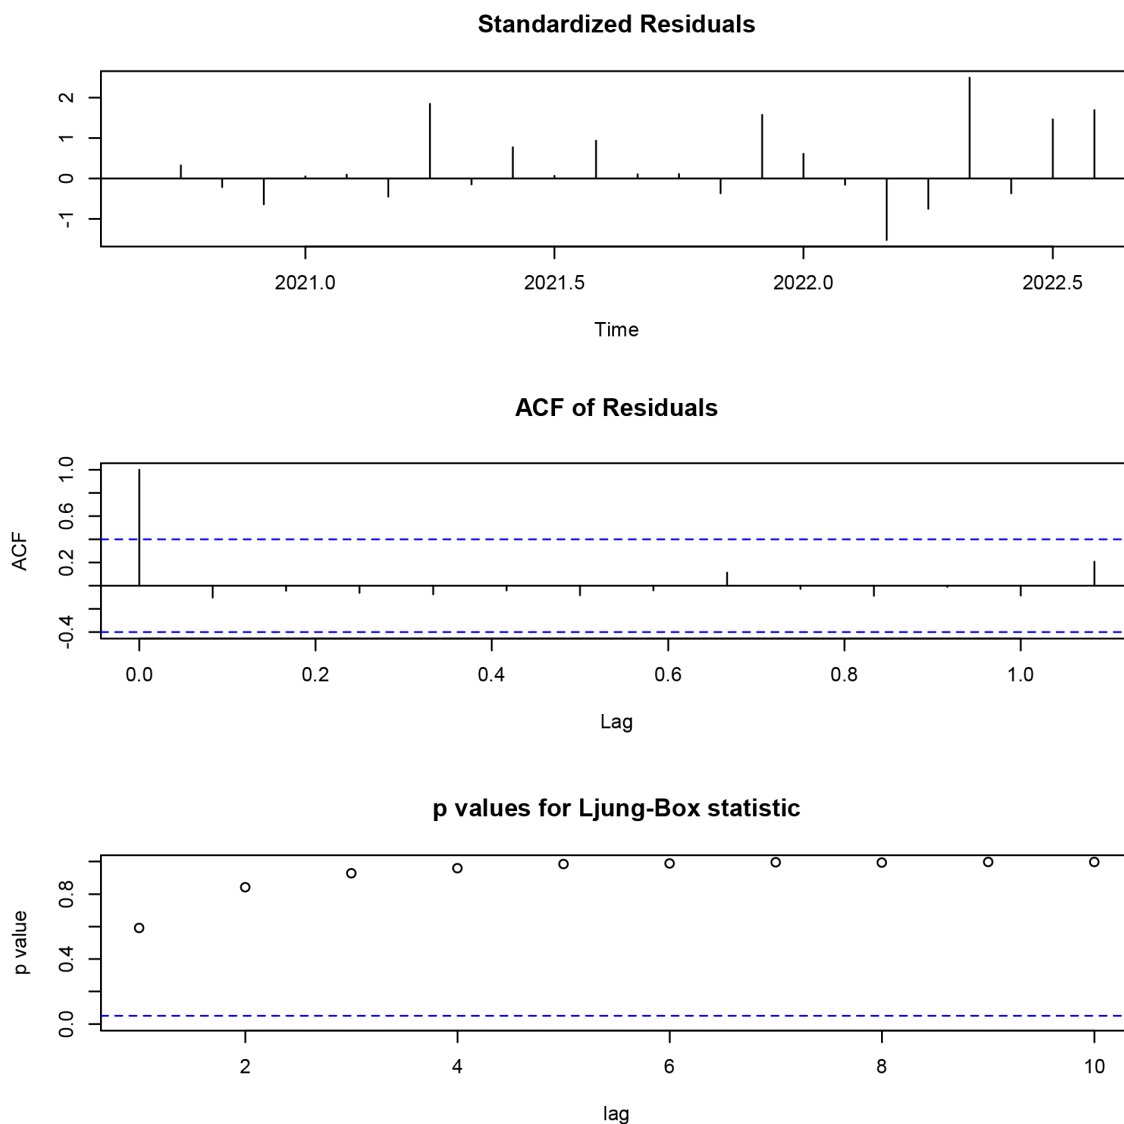 Standardized Residuals
2
1
0
-1
2021.0 2021.5 2022.0 2022.5
Time
ACF of Residuals
ACF
1.0
0.6
0.2
-0.4
0.0 0.2 0.4 0.6 0.8 1.0
Lag
p values for Ljung-Box statistic
p value
0.8
0.4
0.0
2 4 6 8 10
lag